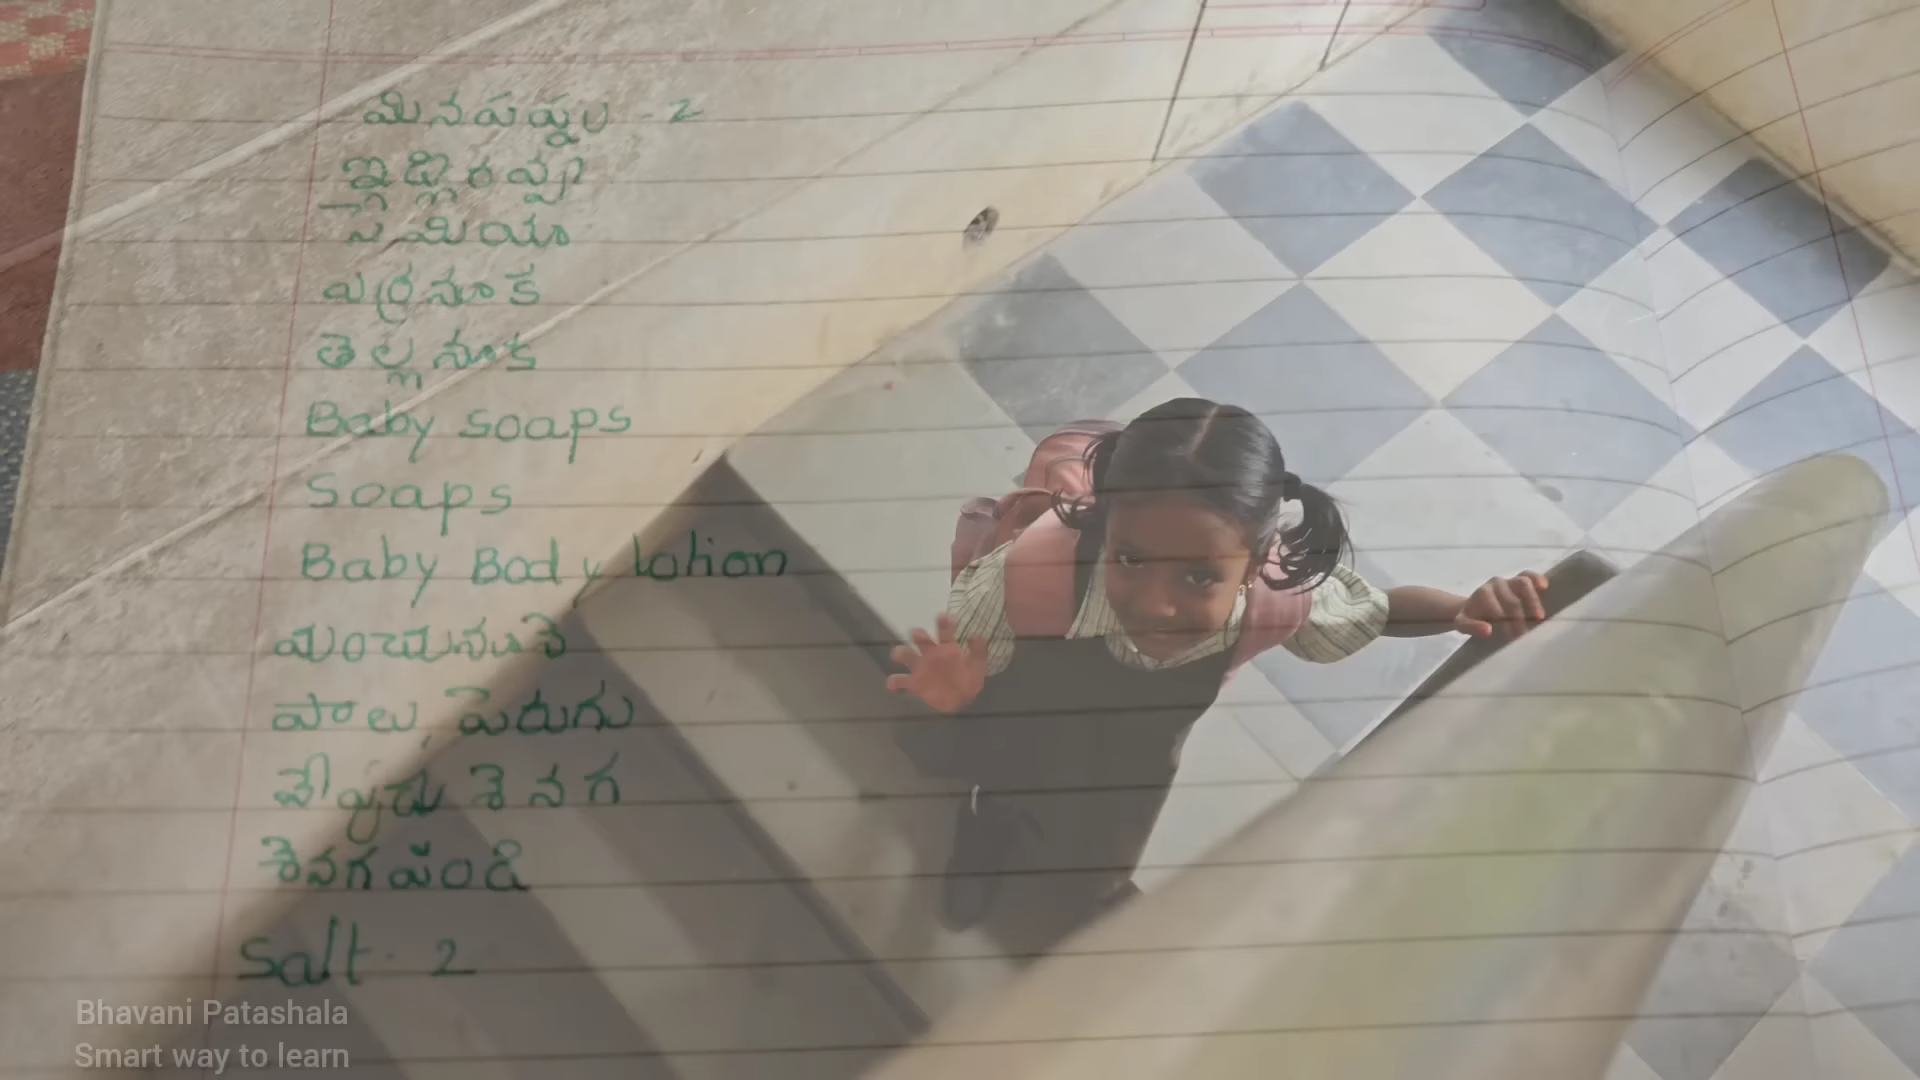 మినపప్పు - 2
ఇడ్లిరవ్వ
సేమియా
ఎర్రనూక
తెల్లనూక
Baby soaps
Soaps
Baby Body lotion
మంచునూనె
పాలు, పెరుగు
శెనగ
శెనగపిండి
Salt - 2
Bhavani Patashala
Smart way to learn